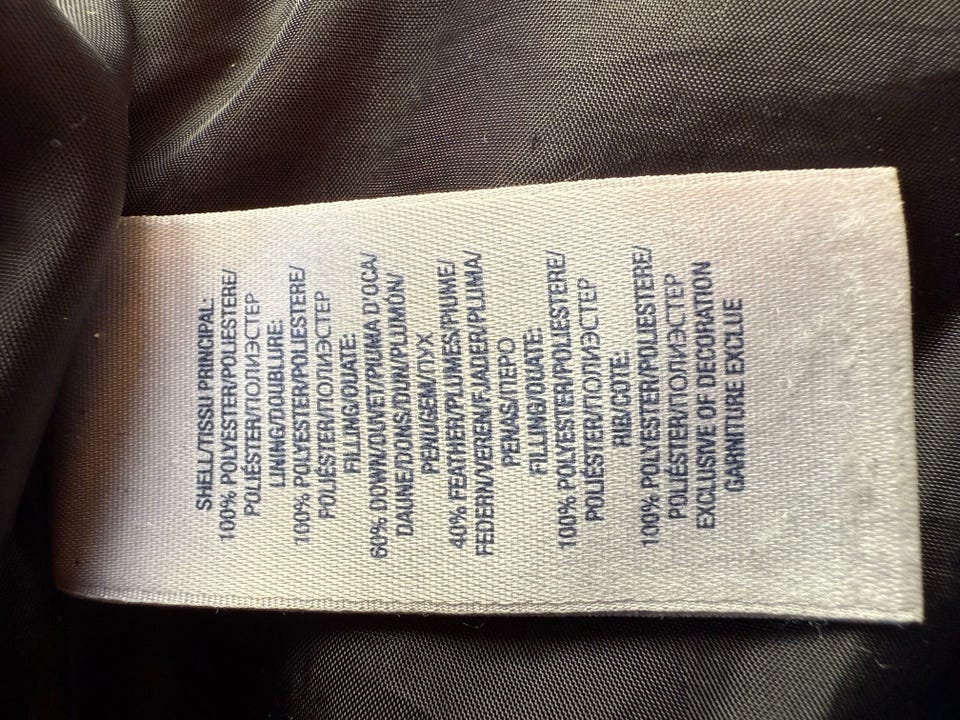 SHELL/TISSU PRINCIPAL:
100% POLYESTER/POLIESTERE/
POLIÉSTER/ПОЛИЭСТЕР
LINING/DOUBLURE:
100% POLYESTER/POLIESTERE/
POLIÉSTER/ПОЛИЭСТЕР
FILLING/OUATE:
60% DOWN/DUVET/PIUMA D'OCA/
DAUNE/DONS/DUN/PLUMÓN/
PENUGEM/ПУХ
40% FEATHER/PLUMES/PIUME/
FEDERN/VEREN/FJÄDER/PLUMA/
PENAS/ПЕРО
FILLING/OUATE:
100% POLYESTER/POLIESTERE/
POLIÉSTER/ПОЛИЭСТЕР
RIB/COTE:
100% POLYESTER/POLIESTERE/
POLIÉSTER/ПОЛИЭСТЕР
EXCLUSIVE OF DECORATION
GARNITURE EXCLUE